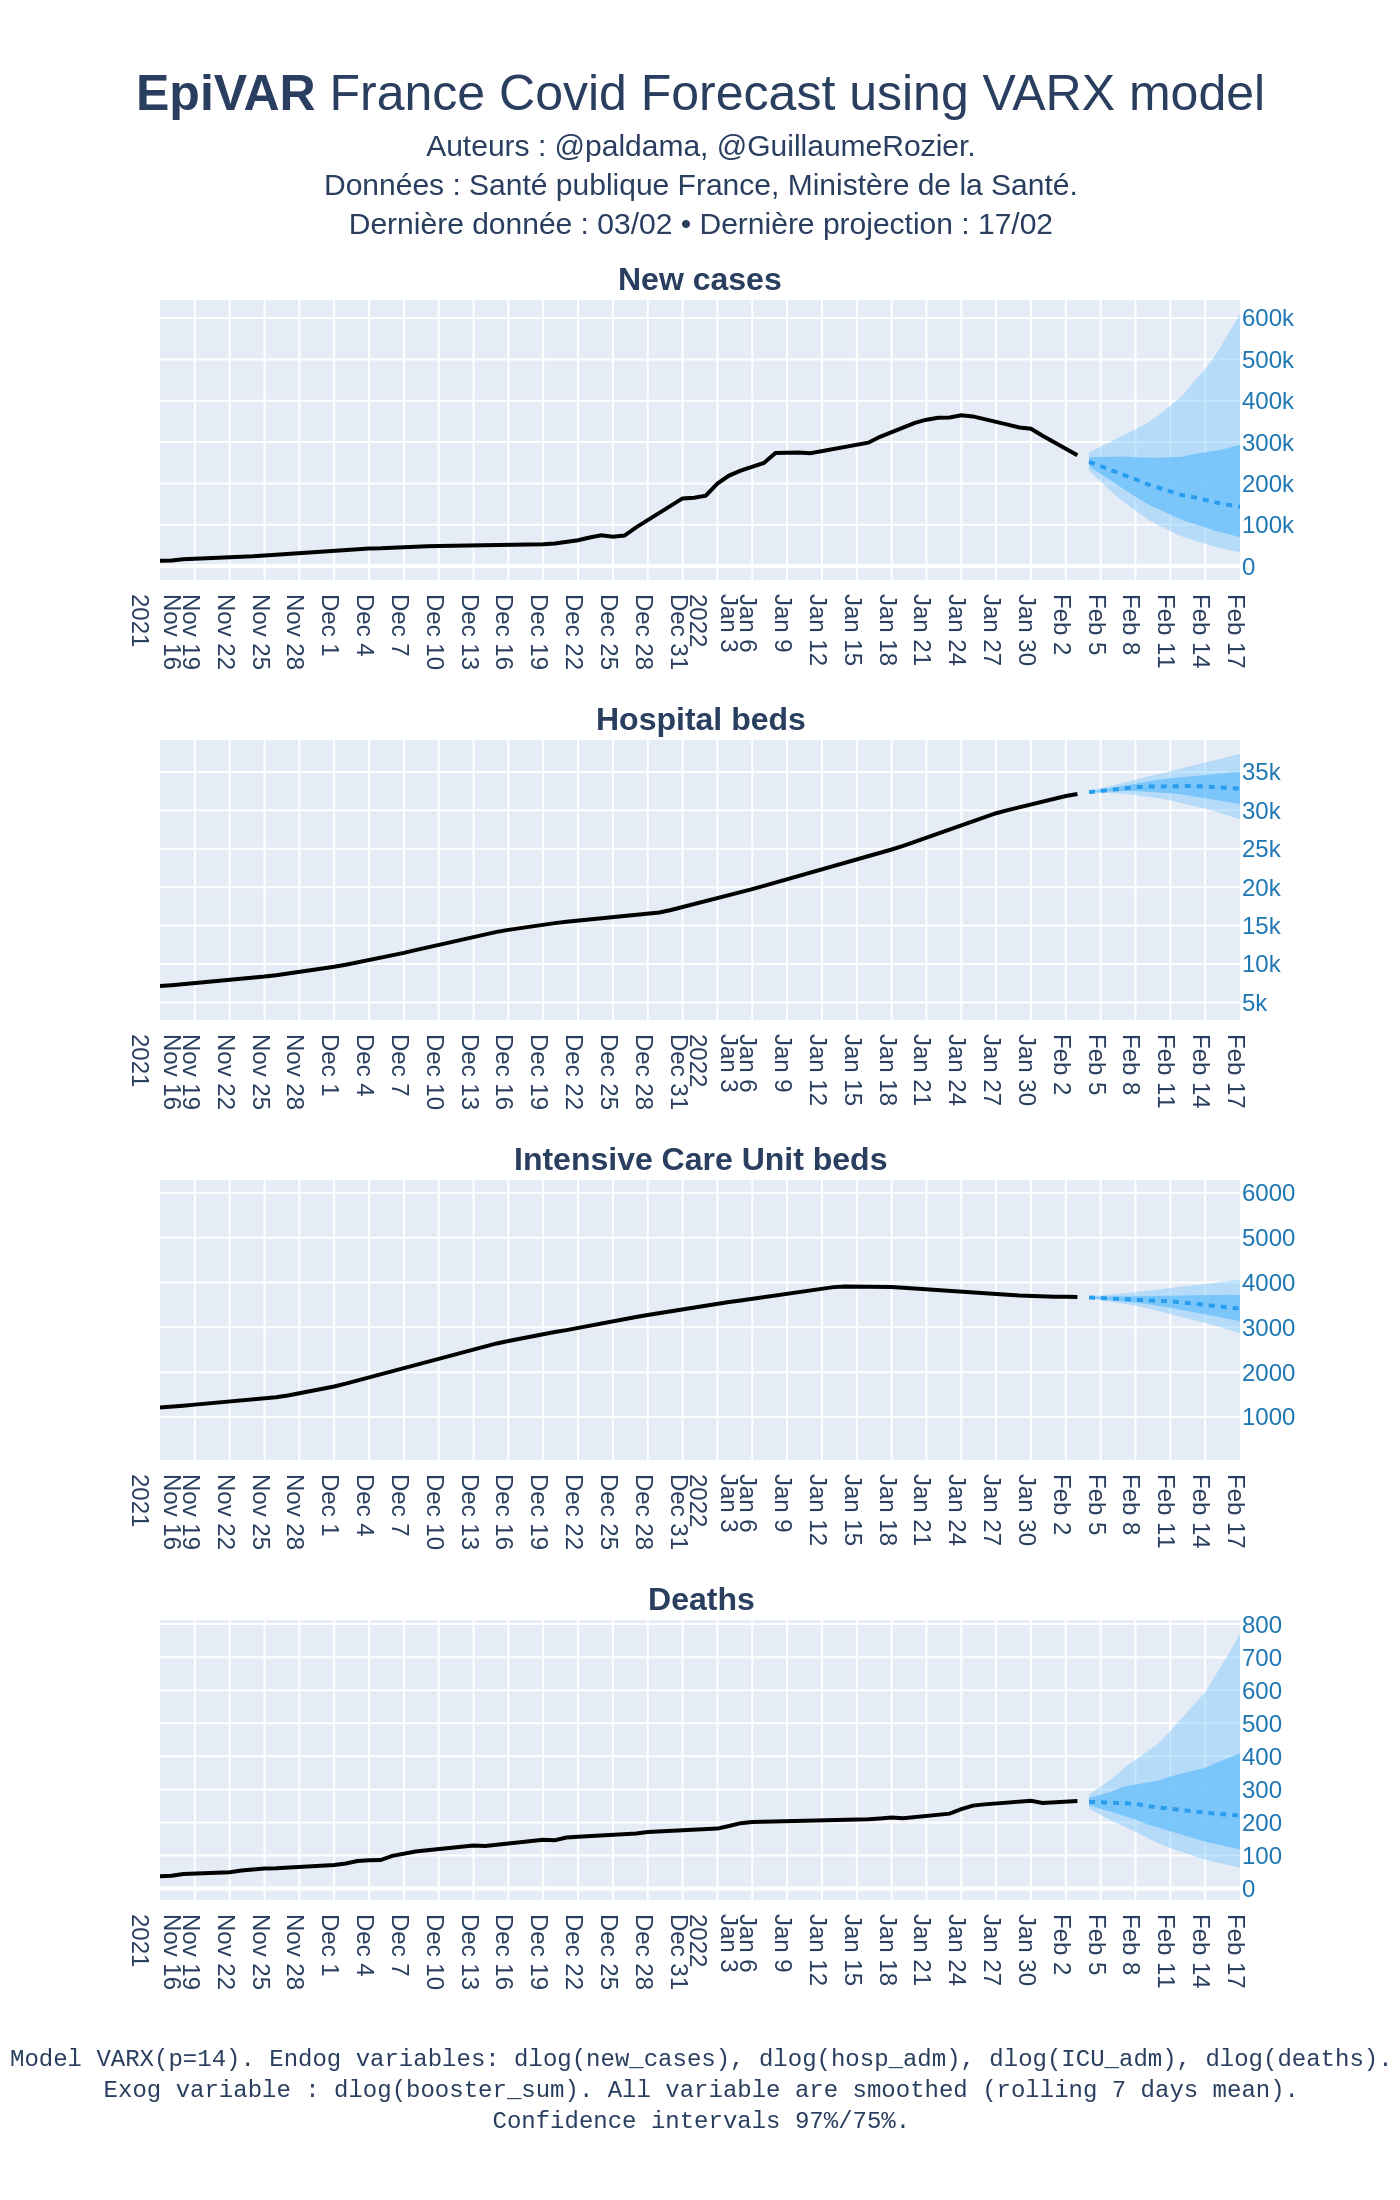 EpiVAR France Covid Forecast using VARX model
Auteurs : @paldama, @GuillaumeRozier.
Données : Santé publique France, Ministère de la Santé.
Dernière donnée : 03/02 • Dernière projection : 17/02
New cases
600k
500k
400k
300k
200k
100k
0
2021
Nov 16
Nov 19
Nov 22
Nov 25
Nov 28
Dec 1
Dec 4
Dec 7
Dec 10
Dec 13
Dec 16
Dec 19
Dec 22
Dec 25
Dec 28
Dec 31
2022
Jan 3
Jan 6
Jan 9
Jan 12
Jan 15
Jan 18
Jan 21
Jan 24
Jan 27
Jan 30
Feb 2
Feb 5
Feb 8
Feb 11
Feb 14
Feb 17
Hospital beds
35k
30k
25k
20k
15k
10k
5k
2021
Nov 16
Nov 19
Nov 22
Nov 25
Nov 28
Dec 1
Dec 4
Dec 7
Dec 10
Dec 13
Dec 16
Dec 19
Dec 22
Dec 25
Dec 28
Dec 31
2022
Jan 3
Jan 6
Jan 9
Jan 12
Jan 15
Jan 18
Jan 21
Jan 24
Jan 27
Jan 30
Feb 2
Feb 5
Feb 8
Feb 11
Feb 14
Feb 17
Intensive Care Unit beds
6000
5000
4000
3000
2000
1000
2021
Nov 16
Nov 19
Nov 22
Nov 25
Nov 28
Dec 1
Dec 4
Dec 7
Dec 10
Dec 13
Dec 16
Dec 19
Dec 22
Dec 25
Dec 28
Dec 31
2022
Jan 3
Jan 6
Jan 9
Jan 12
Jan 15
Jan 18
Jan 21
Jan 24
Jan 27
Jan 30
Feb 2
Feb 5
Feb 8
Feb 11
Feb 14
Feb 17
Deaths
800
700
600
500
400
300
200
100
0
2021
Nov 16
Nov 19
Nov 22
Nov 25
Nov 28
Dec 1
Dec 4
Dec 7
Dec 10
Dec 13
Dec 16
Dec 19
Dec 22
Dec 25
Dec 28
Dec 31
2022
Jan 3
Jan 6
Jan 9
Jan 12
Jan 15
Jan 18
Jan 21
Jan 24
Jan 27
Jan 30
Feb 2
Feb 5
Feb 8
Feb 11
Feb 14
Feb 17
Model VARX(p=14). Endog variables: dlog(new_cases), dlog(hosp_adm), dlog(ICU_adm), dlog(deaths).
Exog variable : dlog(booster_sum). All variable are smoothed (rolling 7 days mean).
Confidence intervals 97%/75%.